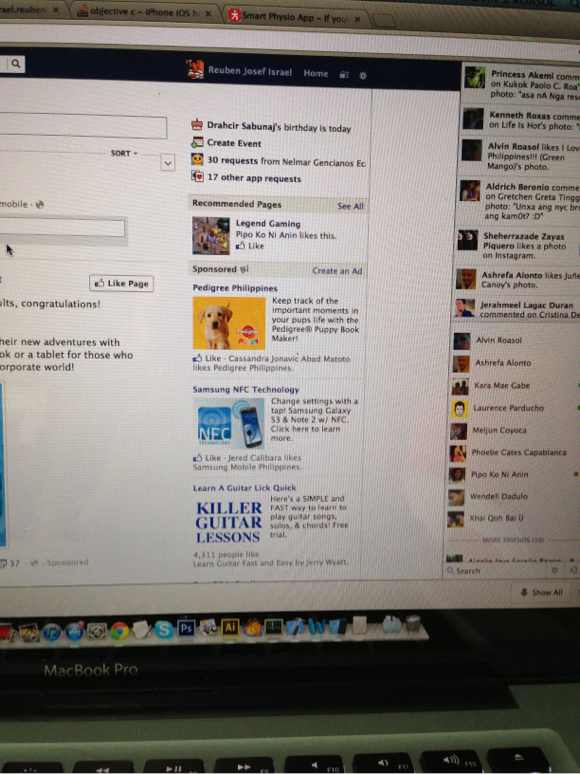 objective c - iPhone iOS
Smart Physio App - If you
Reuben Josef Israel Home
Drahcir Sabunaj's birthday is today
Create Event
30 requests from Nelmar Gencianos Ec
17 other app requests
SORT
mobile
Recommended Pages See All
Legend Gaming
Pipo Ko Ni Anin likes this.
Like
Sponsored Create an Ad
Pedigree Philippines
Keep track of the
important moments in
your pups life with the
Pedigree® Puppy Book
Maker!
Like · Cassandra Jonavic Abad Matoto
likes Pedigree Philippines.
Samsung NFC Technology
NFC
Change settings with a
tap! Samsung Galaxy
S3 & Note 2 w/ NFC.
Click here to learn
more.
Like · Jered Calibara likes
Samsung Mobile Philippines.
Learn A Guitar Lick Quick
KILLER
GUITAR
LESSONS
Here's a SIMPLE and
FAST way to learn to
play guitar songs,
solos, & chords! Free
trial.
4,311 people like
Learn Guitar Fast and Easy by Jerry Wyatt.
Like Page
ults, congratulations!
heir new adventures with
ok or a tablet for those who
orporate world!
37 · Sponsored
Princess Akemi comm
on Kukok Paolo C. Roa'
photo: "asa nA Nga rese
Kenneth Roxas comme
on Life Is Hot's photo: "
Alvin Roasol likes I Lov
Philippines!!! (Green
Mango)'s photo.
Aldrich Beronio comm
on Gretchen Greta Tingg
photo: "Unxa ang nyc br
ang kam0t? :D"
Sheherrazade Zayas
Piquero likes a photo
on Instagram.
Ashrefa Alonto likes Jufe
Canoy's photo.
Jerahmeel Lagac Duran
commented on Cristina De
Alvin Roasol
Ashrefa Alonto
Kara Mae Gabe
Laurence Parducho
Meljun Coyoca
Phoebe Cates Capablanca
Pipo Ko Ni Anin
Wendell Dadulo
Xhai Qoh Bai Ü
MORE FRIENDS
Search
Show All
Ps
Ai
MacBook Pro
F10
F11